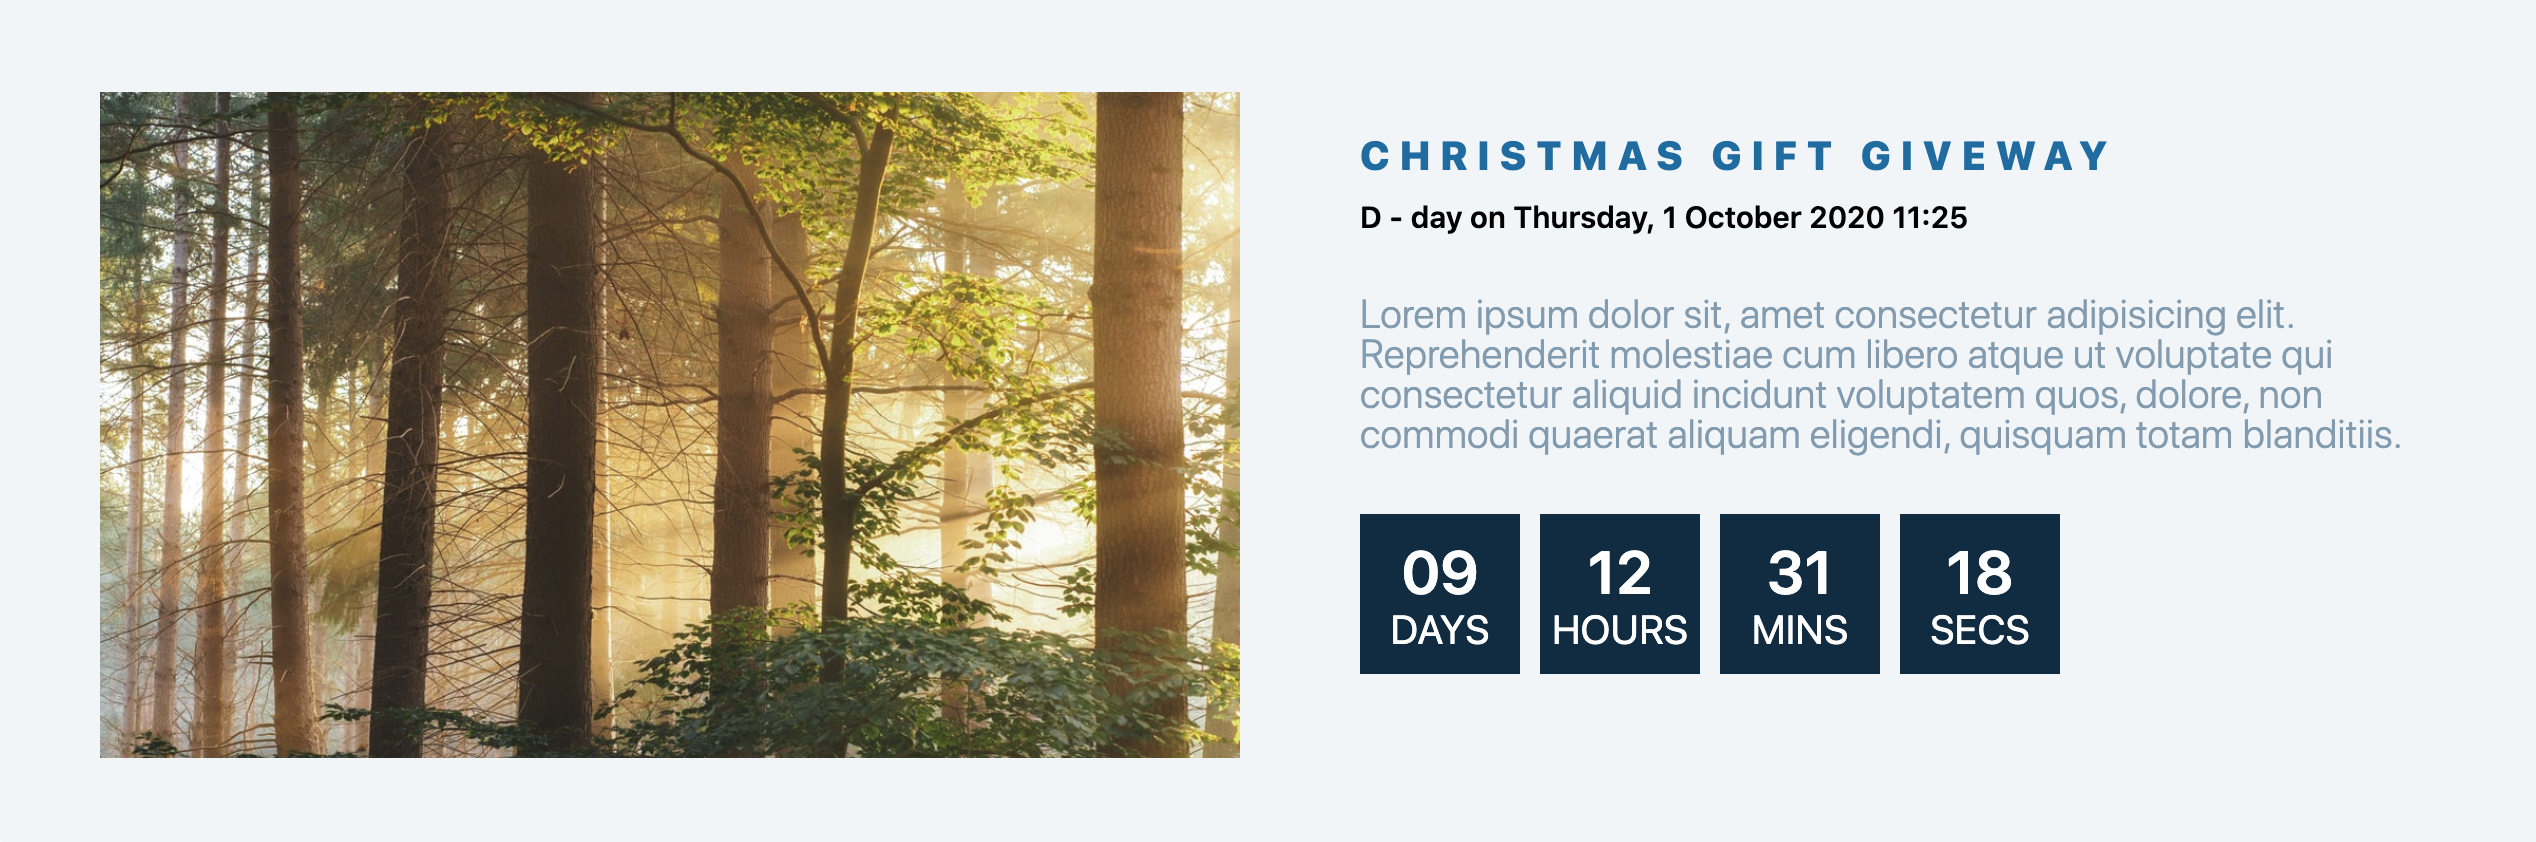 CHRISTMAS GIFT GIVEWAY
D - day on Thursday, 1 October 2020 11:25
Lorem ipsum dolor sit, amet consectetur adipisicing elit.
Reprehenderit molestiae cum libero atque ut voluptate qui
consectetur aliquid incidunt voluptatem quos, dolore, non
commodi quaerat aliquam eligendi, quisquam totam blanditiis.
09 12 31 18
DAYS HOURS MINS SECS